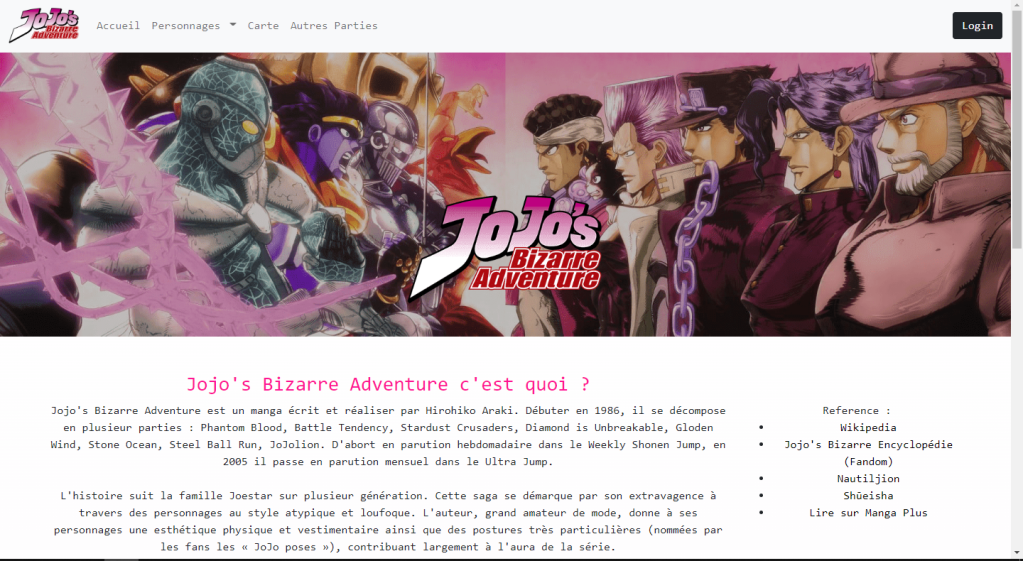 JoJo's
Bizarre
Adventure
Accueil Personnages Carte Autres Parties
Login
JoJo's
Bizarre
Adventure
Jojo's Bizarre Adventure c'est quoi ?
Jojo's Bizarre Adventure est un manga écrit et réaliser par Hirohiko Araki. Débuter en 1986, il se décompose
en plusieur parties : Phantom Blood, Battle Tendency, Stardust Crusaders, Diamond is Unbreakable, Gloden
Wind, Stone Ocean, Steel Ball Run, JoJolion. D'abort en parution hebdomadaire dans le Weekly Shonen Jump, en
2005 il passe en parution mensuel dans le Ultra Jump.
L'histoire suit la famille Joestar sur plusieur génération. Cette saga se démarque par son extravagence à
travers des personnages au style atypique et loufoque. L'auteur, grand amateur de mode, donne à ses
personnages une esthétique physique et vestimentaire ainsi que des postures très particulières (nommées par
les fans les « JoJo poses »), contribuant largement à l'aura de la série.
Reference :
• Wikipedia
• Jojo's Bizarre Encyclopédie
(Fandom)
• Nautiljion
• Shūeisha
• Lire sur Manga Plus